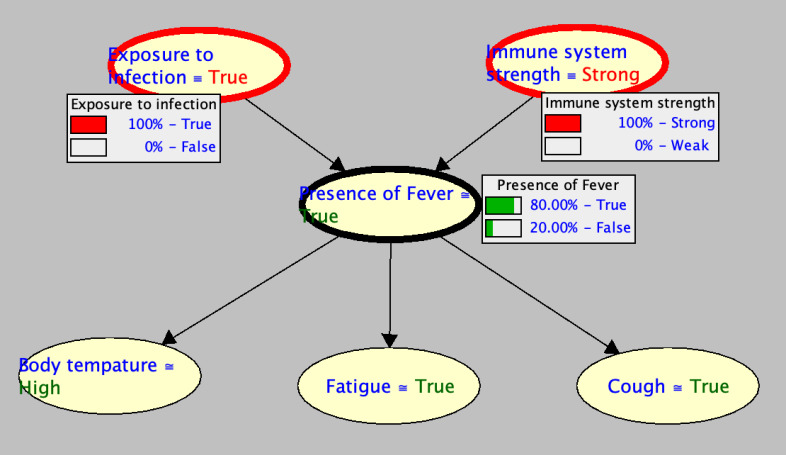 Exposure to
infection ≅ True
Immune system
strength ≅ Strong
Exposure to infection
100% - True
0% - False
Immune system strength
100% - Strong
0% - Weak
Presence of Fever ≅
True
Presence of Fever
80.00% - True
20.00% - False
Body tempature ≅
High
Fatigue ≅ True
Cough ≅ True